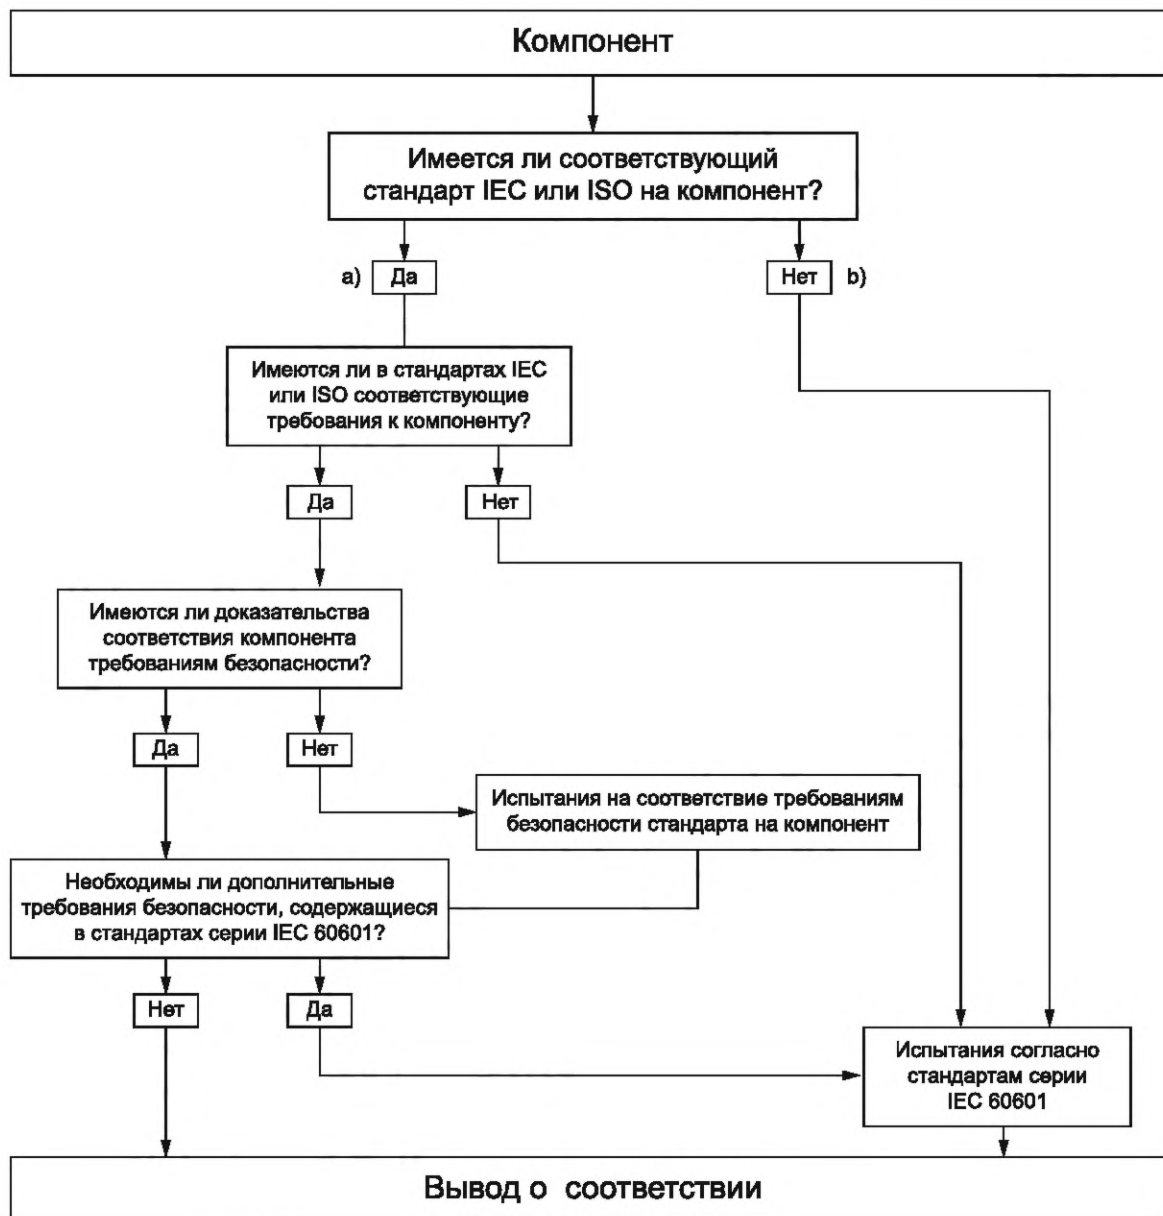 Компонент
Имеется ли соответствующий
стандарт IEC или ISO на компонент?
a) Да
Нет b)
Имеются ли в стандартах IEC
или ISO соответствующие
требования к компоненту?
Да
Нет
Имеются ли доказательства
соответствия компонента
требованиям безопасности?
Да
Нет
Испытания на соответствие требованиям
безопасности стандарта на компонент
Необходимы ли дополнительные
требования безопасности, содержащиеся
в стандартах серии IEC 60601?
Нет
Да
Испытания согласно
стандартам серии
IEC 60601
Вывод о соответствии